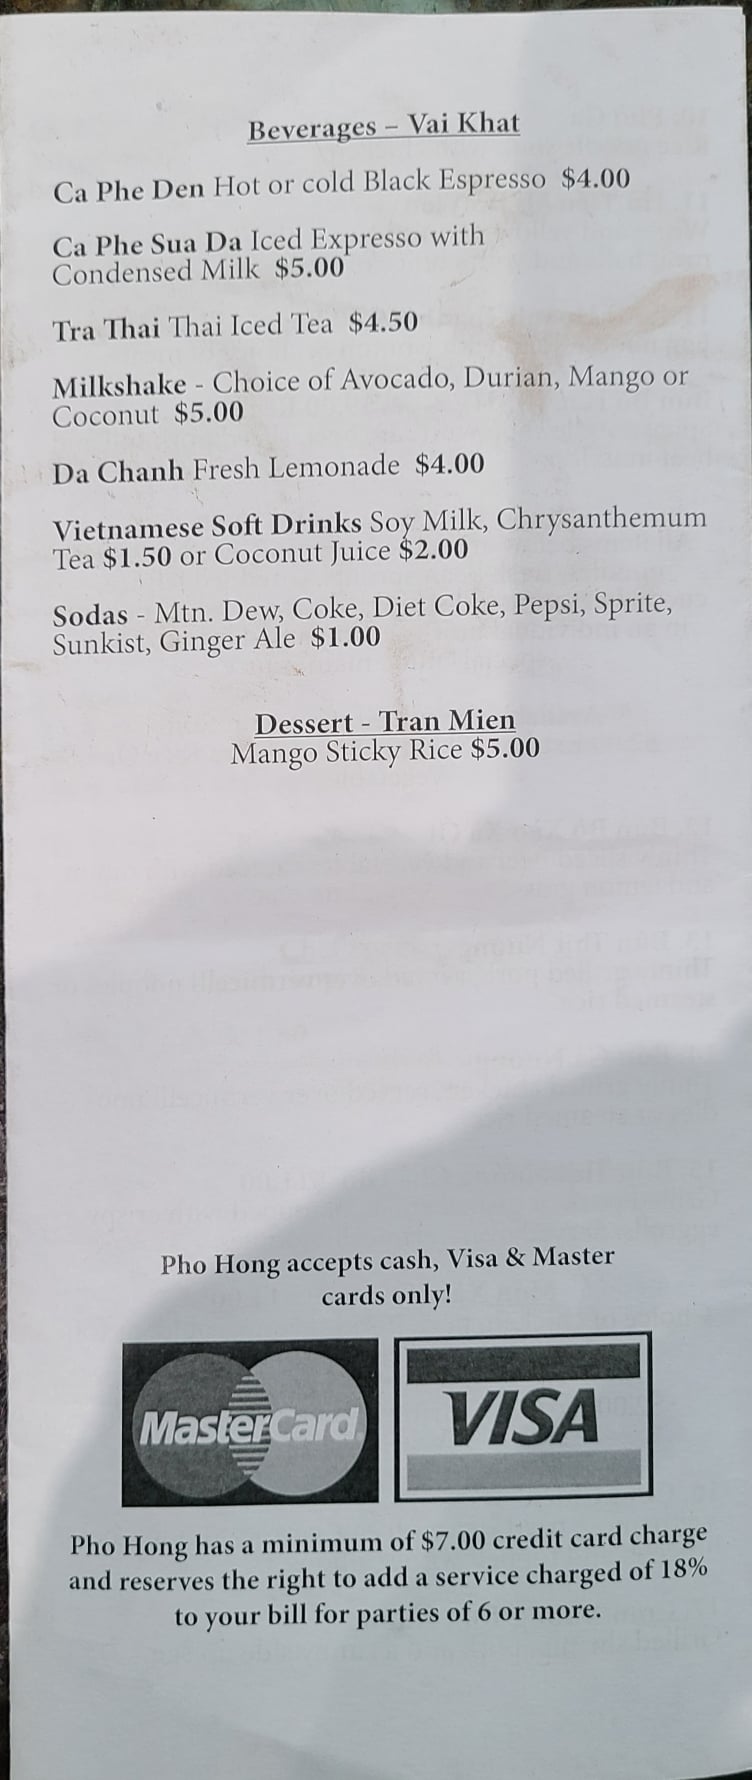 Beverages – Vai Khat
Ca Phe Den Hot or cold Black Espresso $4.00
Ca Phe Sua Da Iced Expresso with
Condensed Milk $5.00
Tra Thai Thai Iced Tea $4.50
Milkshake - Choice of Avocado, Durian, Mango or
Coconut $5.00
Da Chanh Fresh Lemonade $4.00
Vietnamese Soft Drinks Soy Milk, Chrysanthemum
Tea $1.50 or Coconut Juice $2.00
Sodas - Mtn. Dew, Coke, Diet Coke, Pepsi, Sprite,
Sunkist, Ginger Ale $1.00
Dessert - Tran Mien
Mango Sticky Rice $5.00
Pho Hong accepts cash, Visa & Master
cards only!
MasterCard VISA
Pho Hong has a minimum of $7.00 credit card charge
and reserves the right to add a service charged of 18%
to your bill for parties of 6 or more.